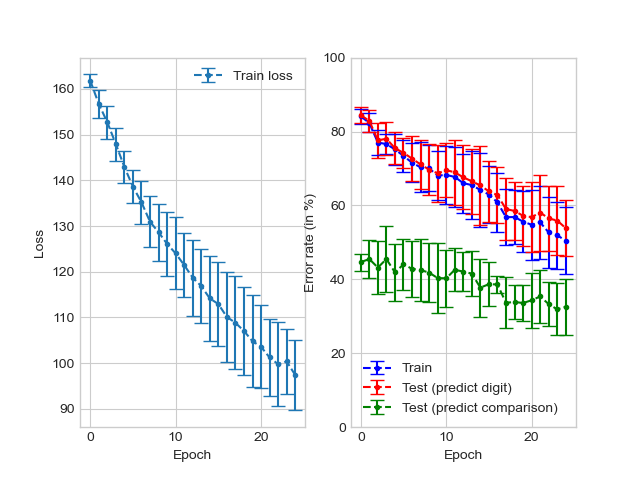 Train loss
160
150
140
130
120
110
100
90
0
10
20
Loss
Epoch
100
80
60
40
20
0
0
10
20
Error rate (in %)
Epoch
Train
Test (predict digit)
Test (predict comparison)